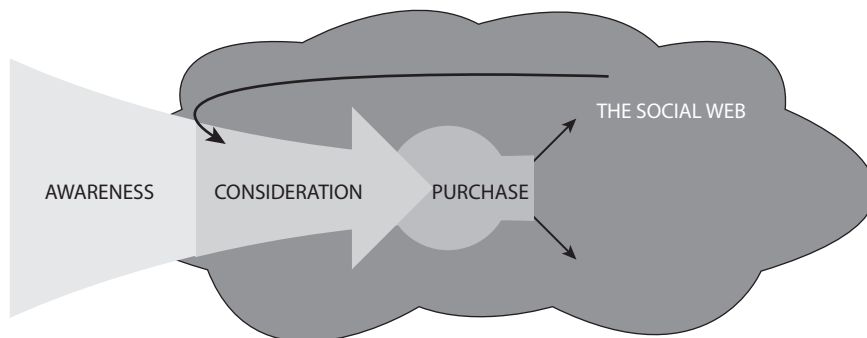 THE SOCIAL WEB
AWARENESS
CONSIDERATION
PURCHASE